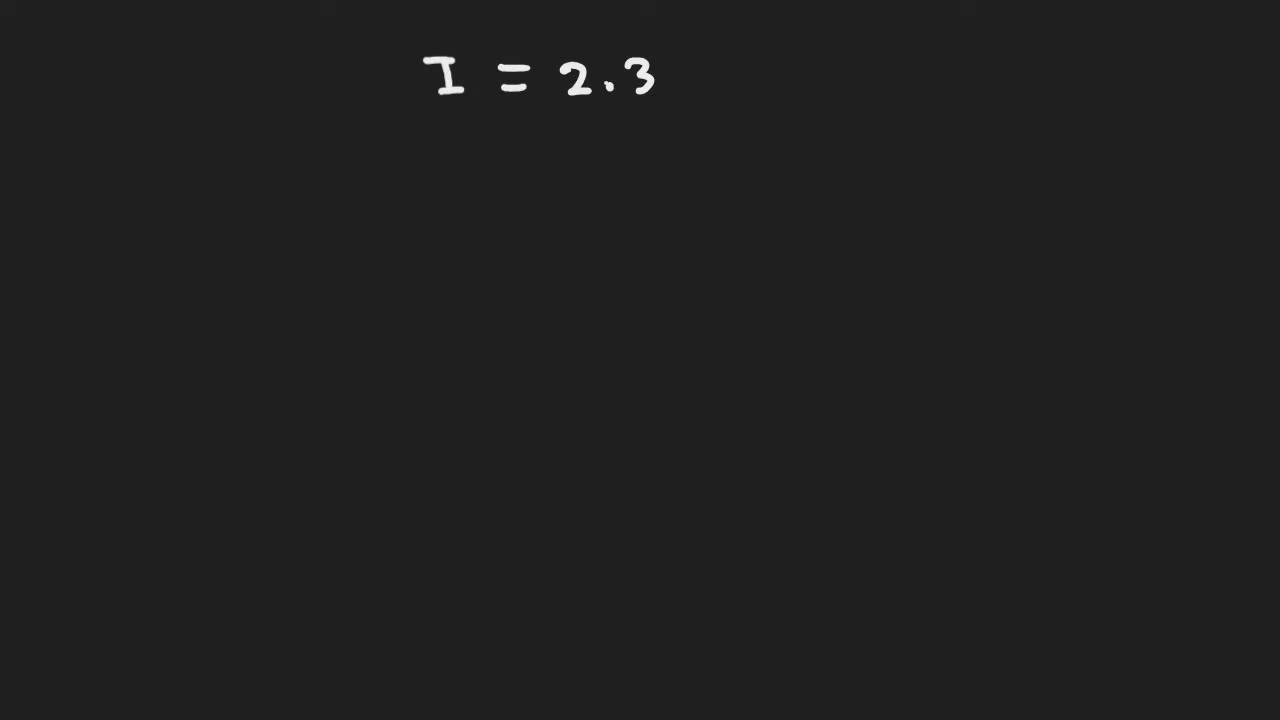 I = 2.3